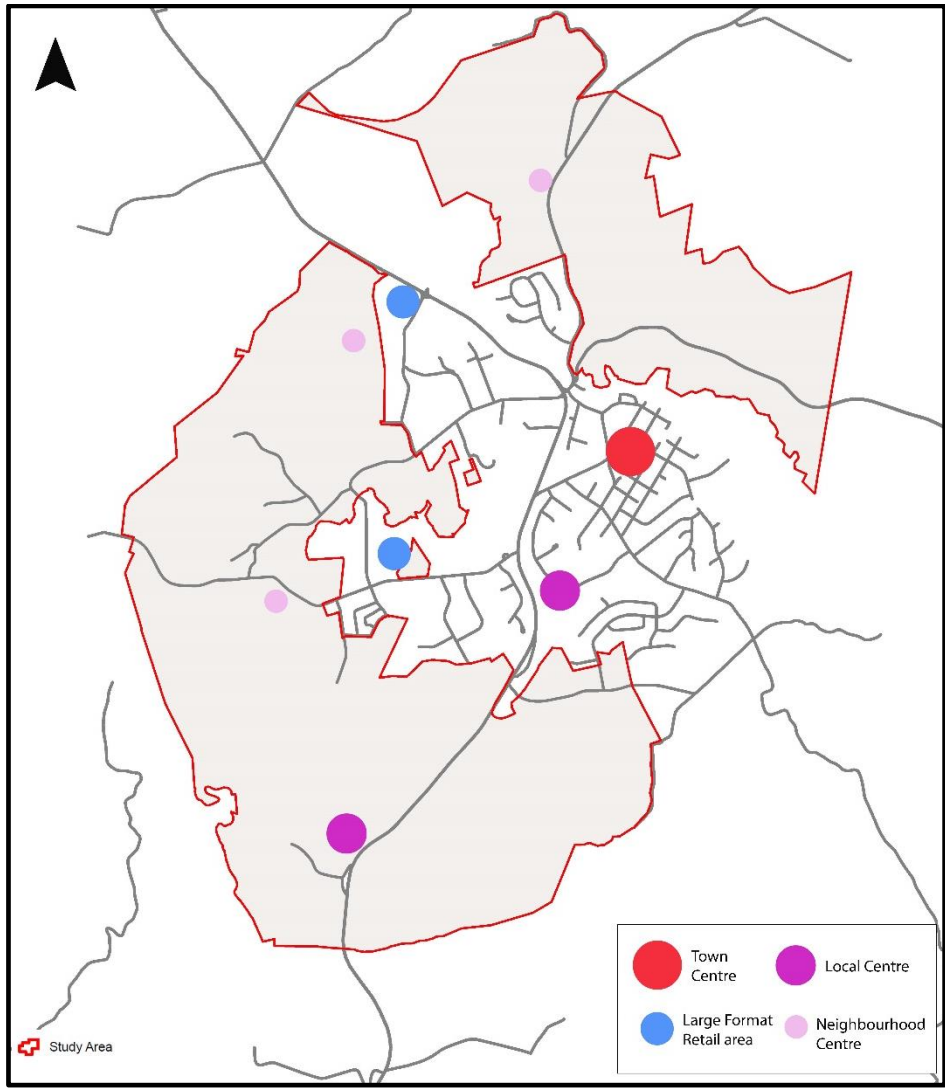 Town
Centre
Local Centre
Large Format
Retail area
Neighbourhood
Centre
Study Area